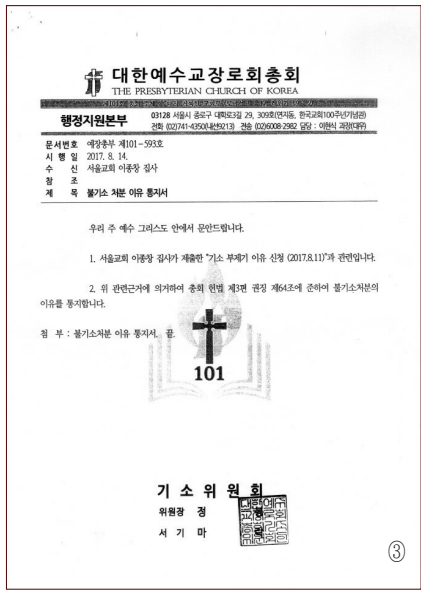 대한예수교장로회총회
THE PRESBYTERIAN CHURCH OF KOREA
행정지원본부
03128 서울시 종로구 대학로3길 29, 309호(연지동, 한국교회100주년기념관)
전화 (02)741-4350(내선9213) 전송 (02)6008-2982 담당 : 이현식 과장(대우)
문서번호 예장총부 제101-593호
시 행 일 2017. 8. 14.
수 신 서울교회 이종창 집사
참 조
제 목 불기소 처분 이유 통지서
우리 주 예수 그리스도 안에서 문안드립니다.
1. 서울교회 이종창 집사가 제출한 "기소 부제기 이유 신청 (2017.8.11)"과 관련입니다.
2. 위 관련근거에 의거하여 총회 헌법 제3편 권징 제64조에 준하여 불기소처분의
이유를 통지합니다.
첨 부 : 불기소처분 이유 통지서. 끝.
101
기 소 위 원 회
위원장 정
서 기 마
③